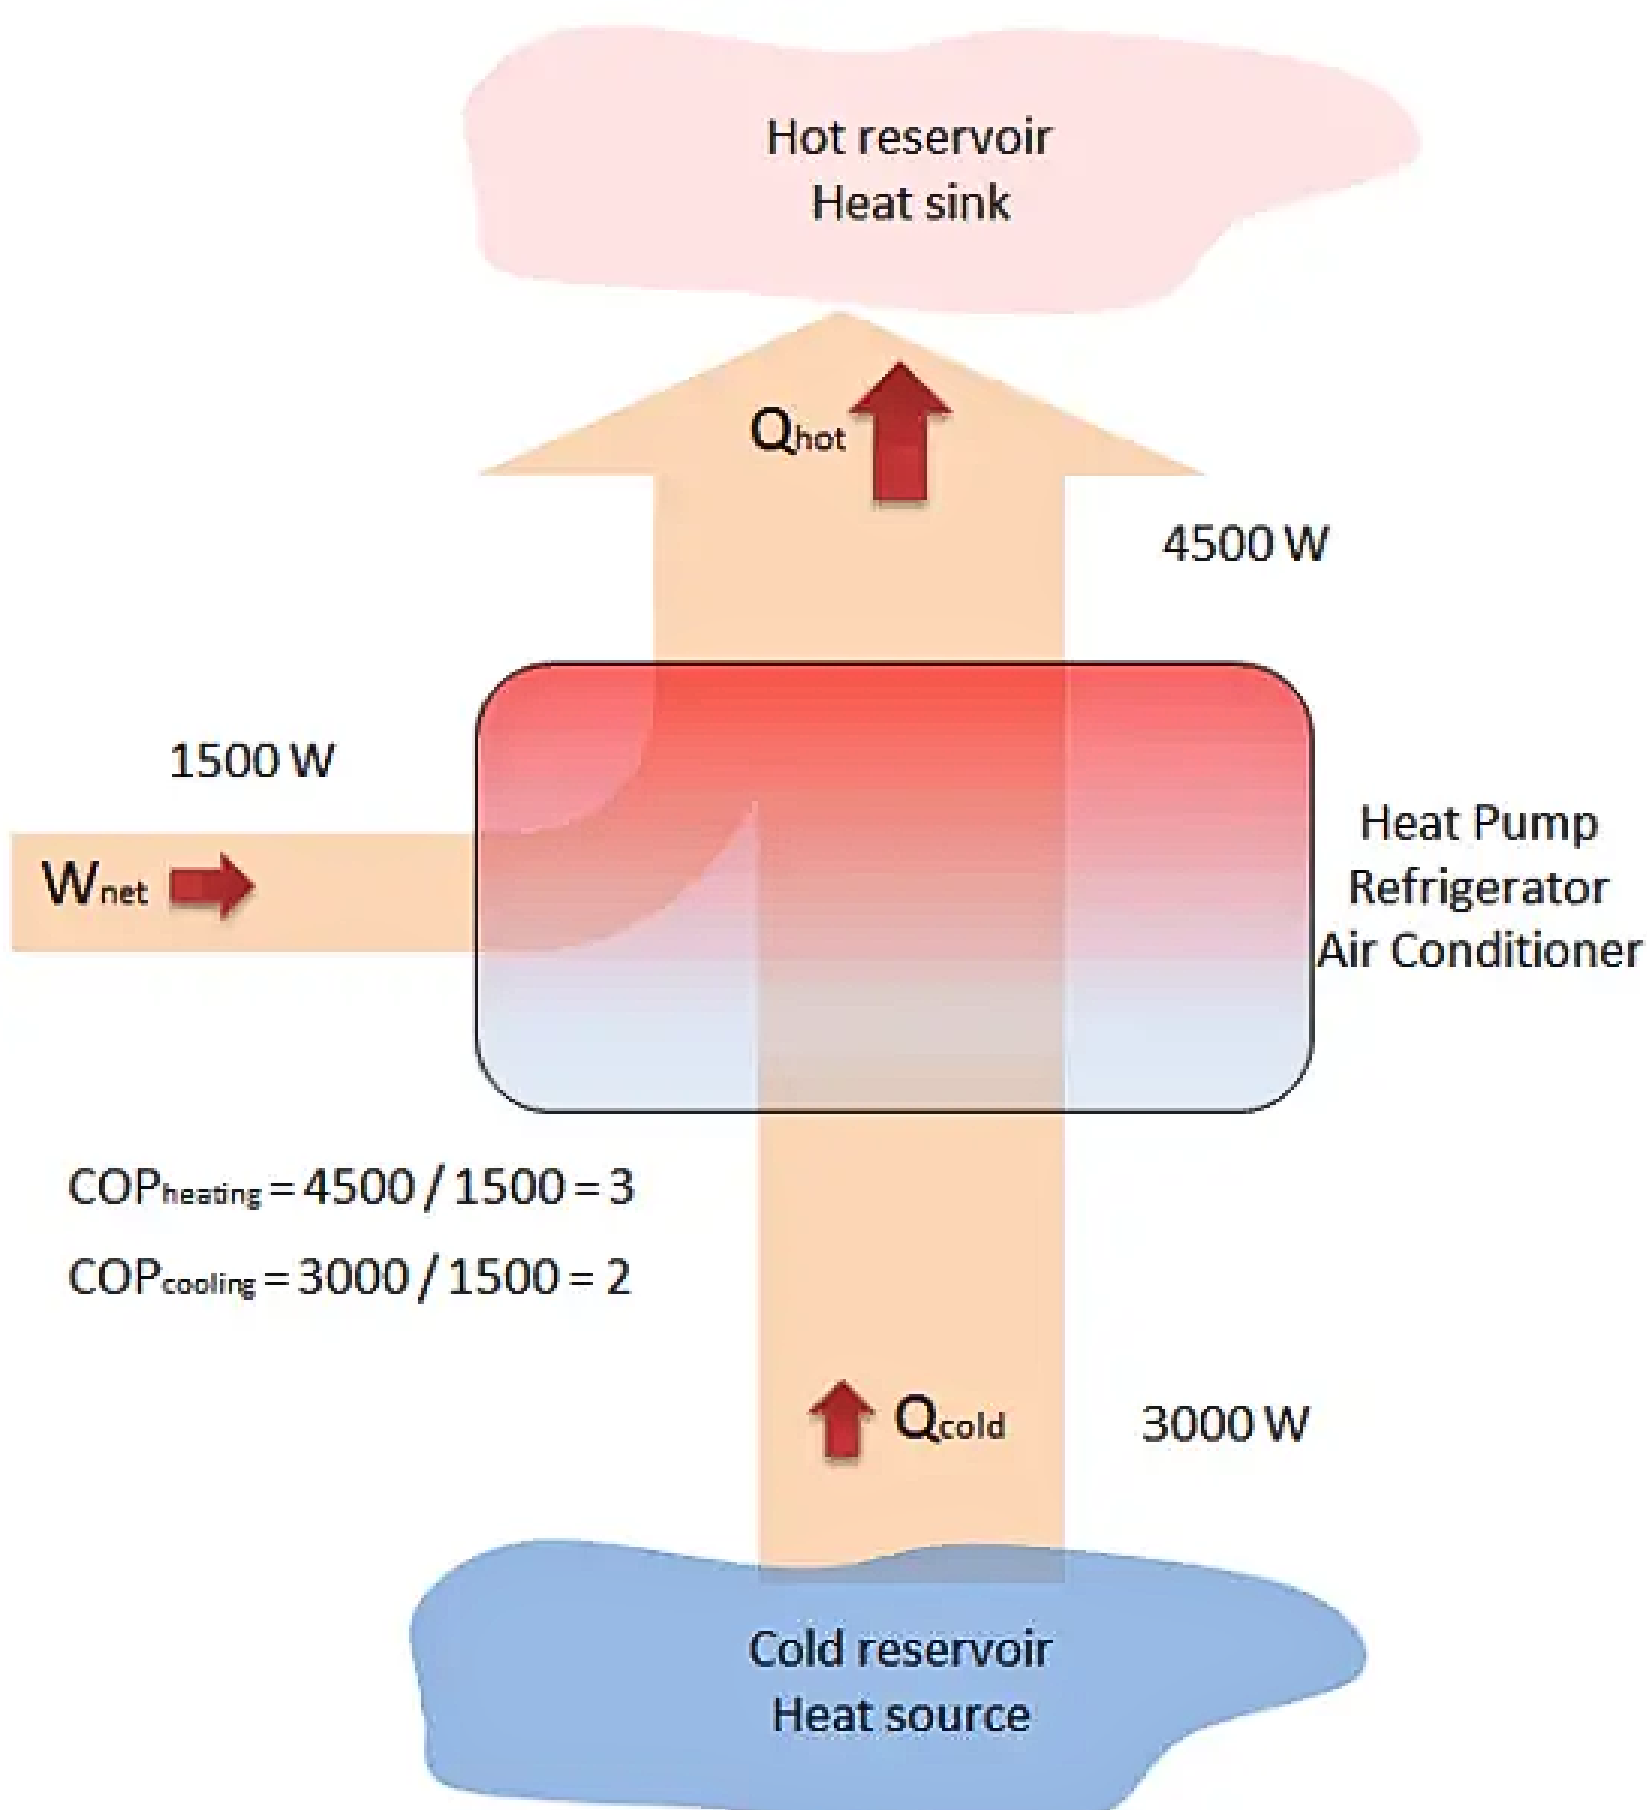 Hot reservoir
Heat sink
Qhot
4500 W
1500 W
Wnet
Heat Pump
Refrigerator
Air Conditioner
COPheating = 4500 / 1500 = 3
COPcooling = 3000 / 1500 = 2
Qcold
3000 W
Cold reservoir
Heat source